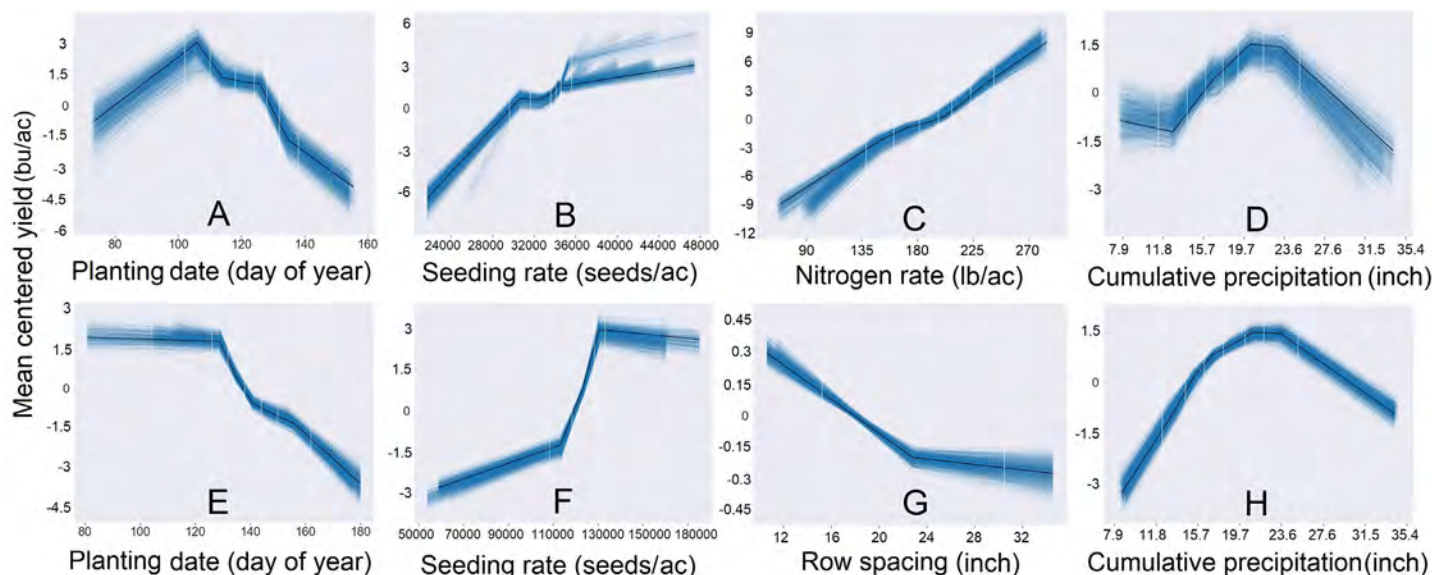 Mean centered yield (bu/ac)
3
1.5
0
-1.5
-3
-4.5
-6
A
80 100 120 140 160
Planting date (day of year)
6
3
0
-3
-6
B
24000 28000 32000 36000 40000 44000 48000
Seeding rate (seeds/ac)
9
6
3
0
-3
-6
-9
-12
C
90 135 180 225 270
Nitrogen rate (lb/ac)
1.5
0
-1.5
-3
D
7.9 11.8 15.7 19.7 23.6 27.6 31.5 35.4
Cumulative precipitation (inch)
3
1.5
0
-1.5
-3
-4.5
E
80 100 120 140 160 180
Planting date (day of year)
3
1.5
0
-1.5
-3
F
50000 70000 90000 110000 130000 150000 180000
Seeding rate (seeds/ac)
0.45
0.3
0.15
0
-0.15
-0.3
-0.45
G
12 16 20 24 28 32
Row spacing (inch)
1.5
0
-1.5
-3
H
7.9 11.8 15.7 19.7 23.6 27.6 31.5 35.4
Cumulative precipitation (inch)